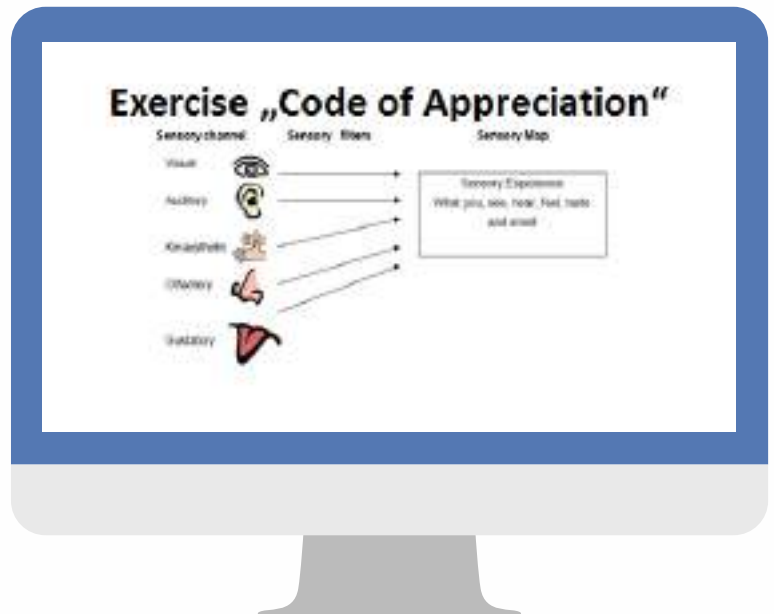 Exercise „Code of Appreciation“
Sensory channel Sensory filters Sensory Map
Visual
Sensory Experience
Auditory
What you, see, hear, feel, taste
and smell
Kinaesthetic
Olfactory
Gustatory